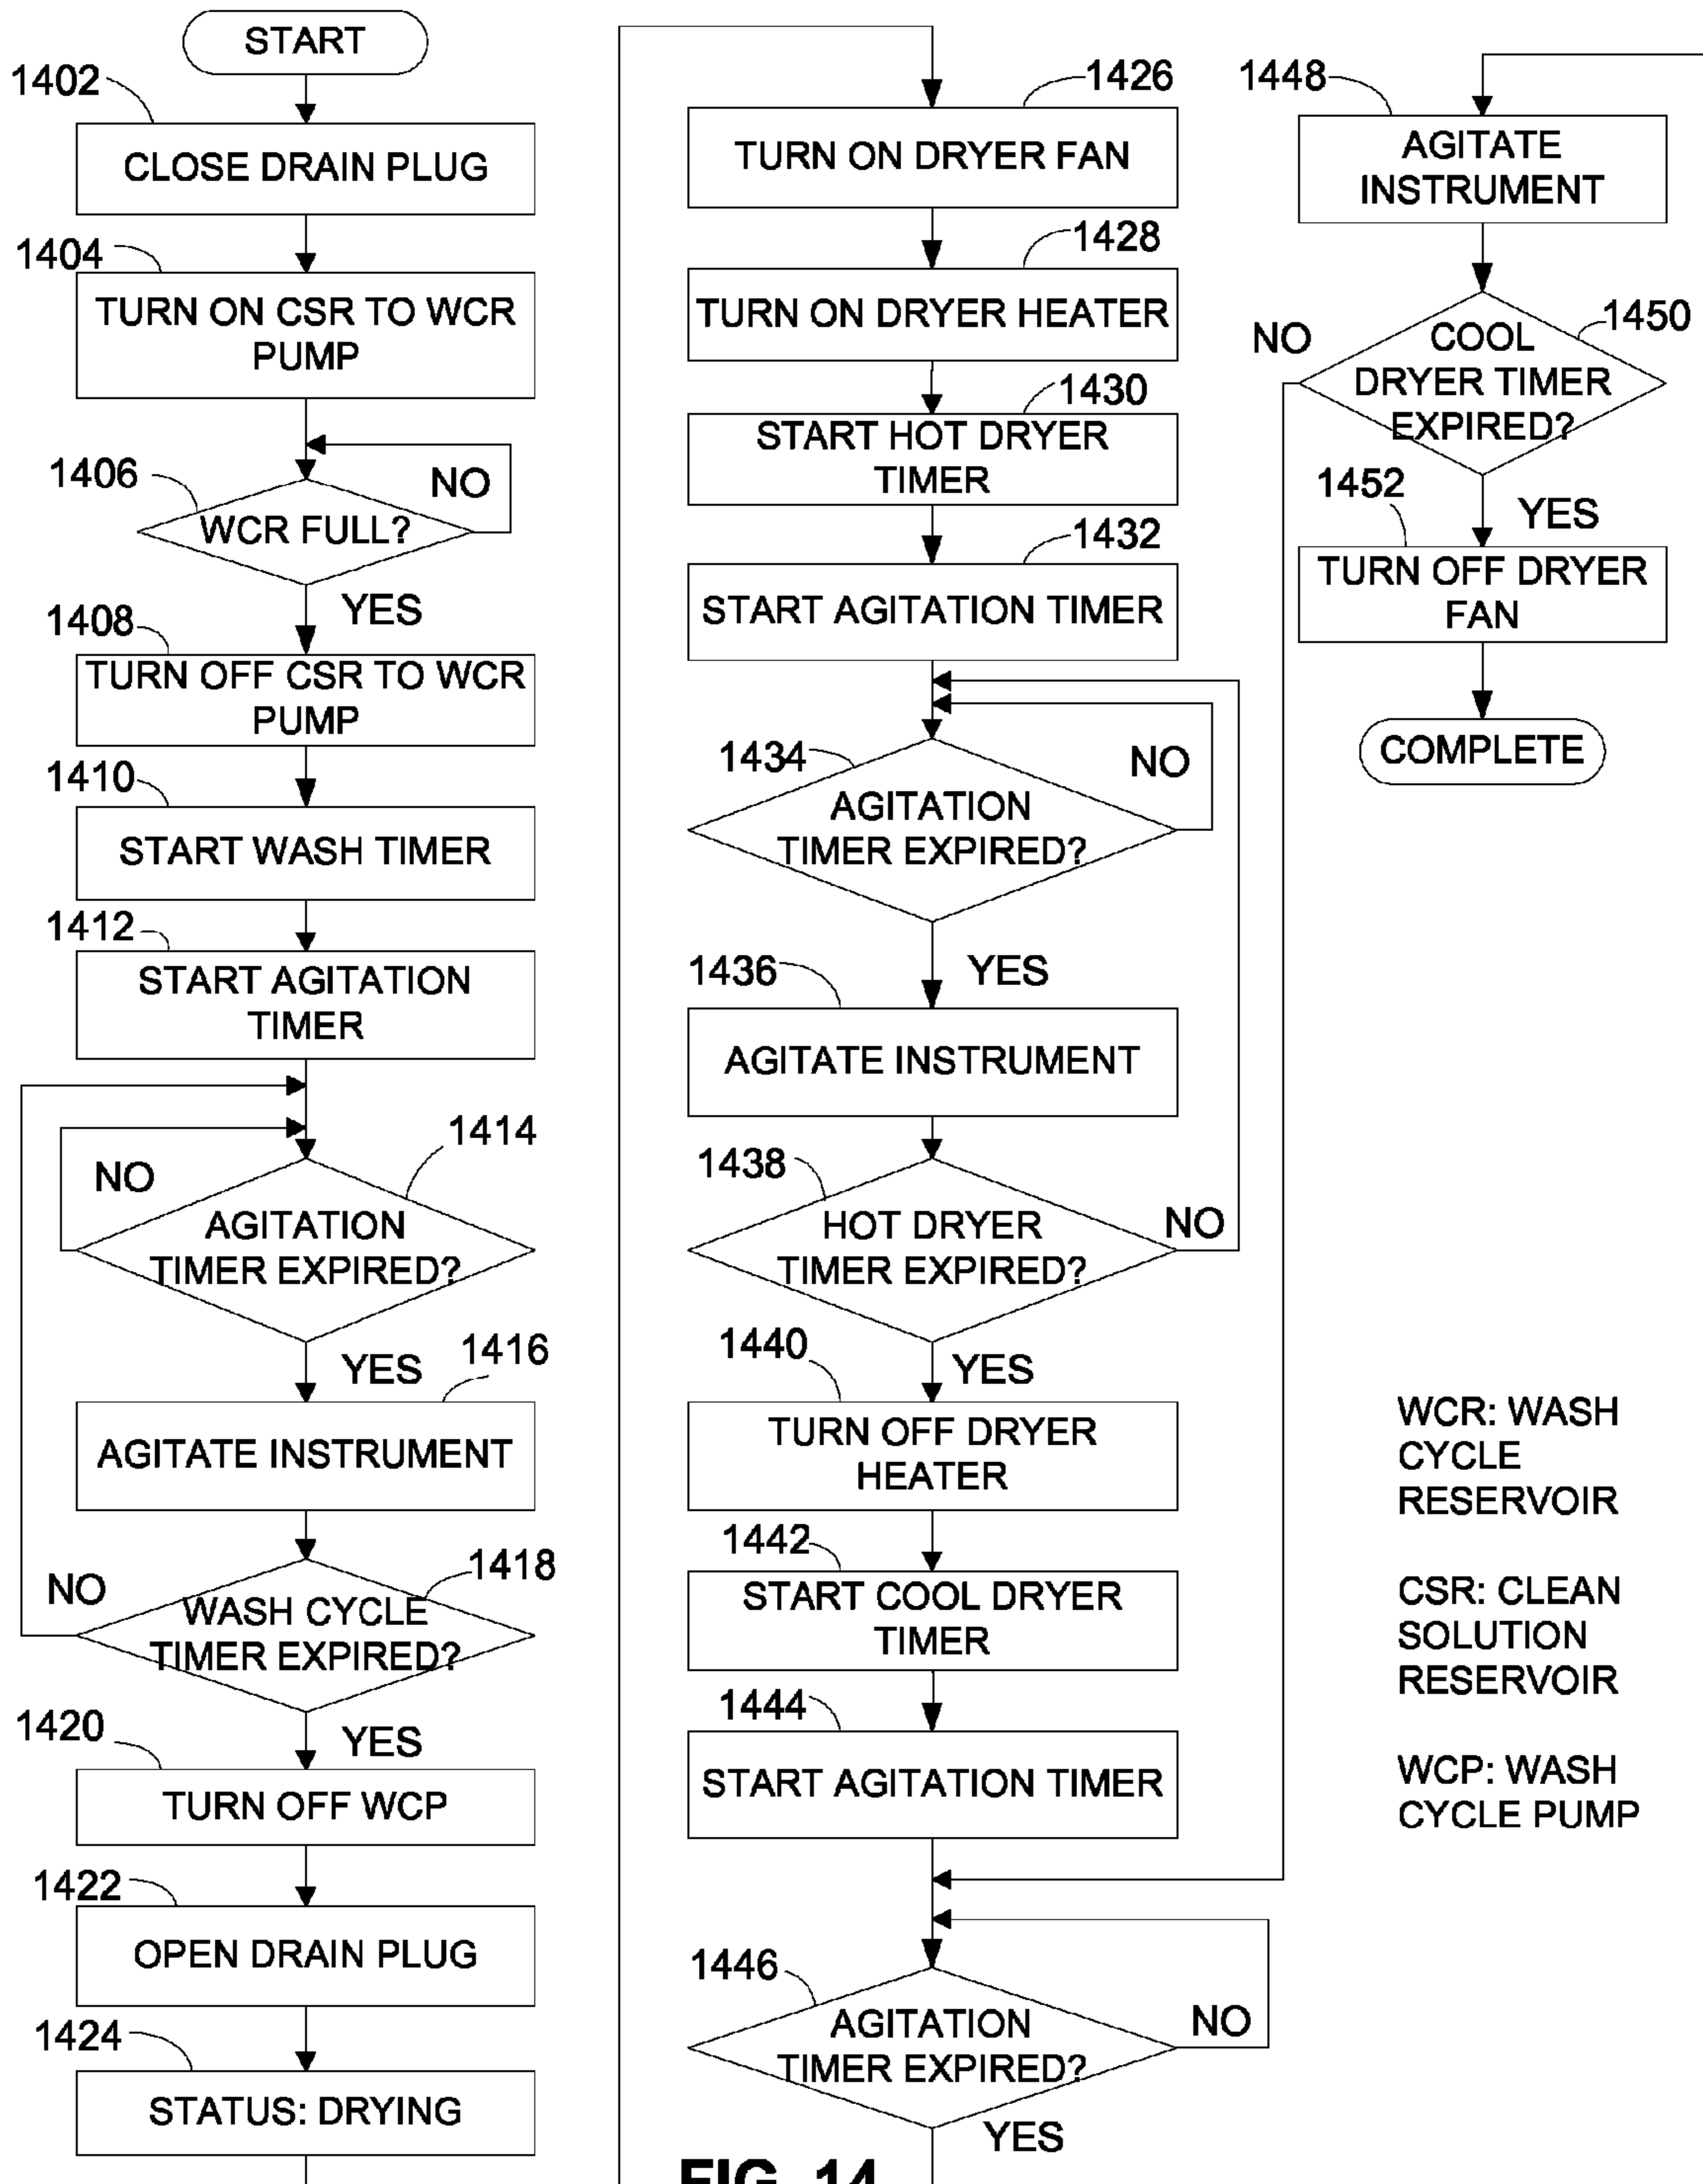 START
1402
CLOSE DRAIN PLUG
1404
TURN ON CSR TO WCR
PUMP
1406
NO
WCR FULL?
YES
1408
TURN OFF CSR TO WCR
PUMP
1410
START WASH TIMER
1412
START AGITATION
TIMER
1414
NO
AGITATION
TIMER EXPIRED?
YES
1416
AGITATE INSTRUMENT
1418
NO
WASH CYCLE
TIMER EXPIRED?
YES
1420
TURN OFF WCP
1422
OPEN DRAIN PLUG
1424
STATUS: DRYING
1426
TURN ON DRYER FAN
1428
TURN ON DRYER HEATER
1430
START HOT DRYER
TIMER
1432
START AGITATION TIMER
1434
NO
AGITATION
TIMER EXPIRED?
YES
1436
AGITATE INSTRUMENT
1438
NO
HOT DRYER
TIMER EXPIRED?
YES
1440
TURN OFF DRYER
HEATER
1442
START COOL DRYER
TIMER
1444
START AGITATION TIMER
1446
NO
AGITATION
TIMER EXPIRED?
YES
FIG. 14
1448
AGITATE
INSTRUMENT
1450
NO
COOL
DRYER TIMER
EXPIRED?
YES
1452
TURN OFF DRYER
FAN
COMPLETE
WCR: WASH
CYCLE
RESERVOIR
CSR: CLEAN
SOLUTION
RESERVOIR
WCP: WASH
CYCLE PUMP